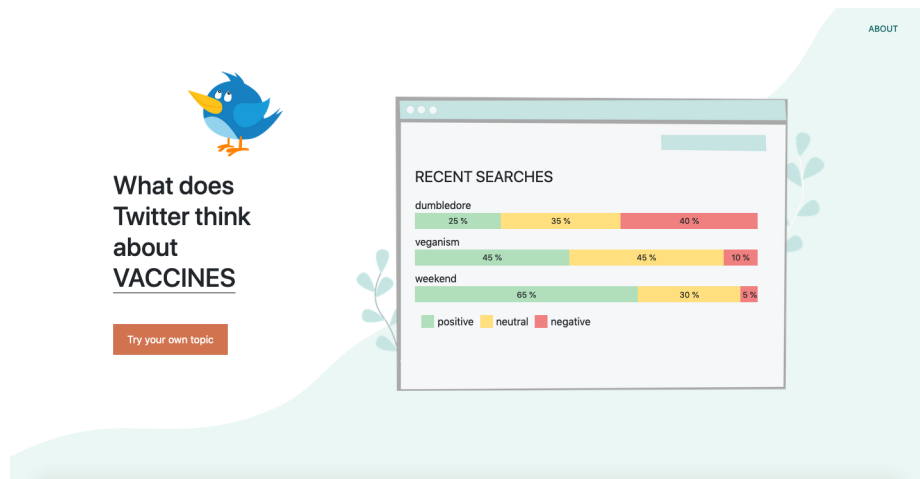 ABOUT
What does
Twitter think
about
VACCINES
Try your own topic
RECENT SEARCHES
dumbledore
25 % 35 % 40 %
veganism
45 % 45 % 10 %
weekend
65 % 30 % 5 %
positive neutral negative